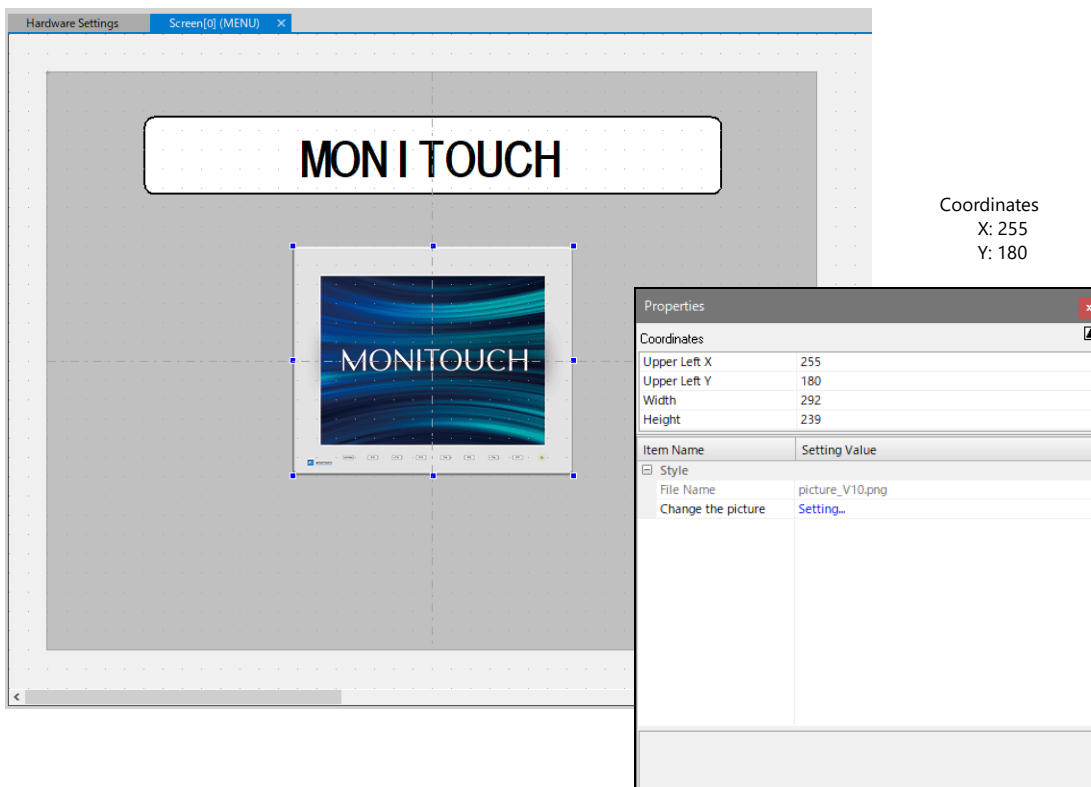 Hardware Settings
Screen[0] (MENU)
MONITOUCH
MONITOUCH
Coordinates
X: 255
Y: 180
Properties
Coordinates
Upper Left X 255
Upper Left Y 180
Width 292
Height 239
Item Name Setting Value
Style
File Name picture_V10.png
Change the picture Setting...